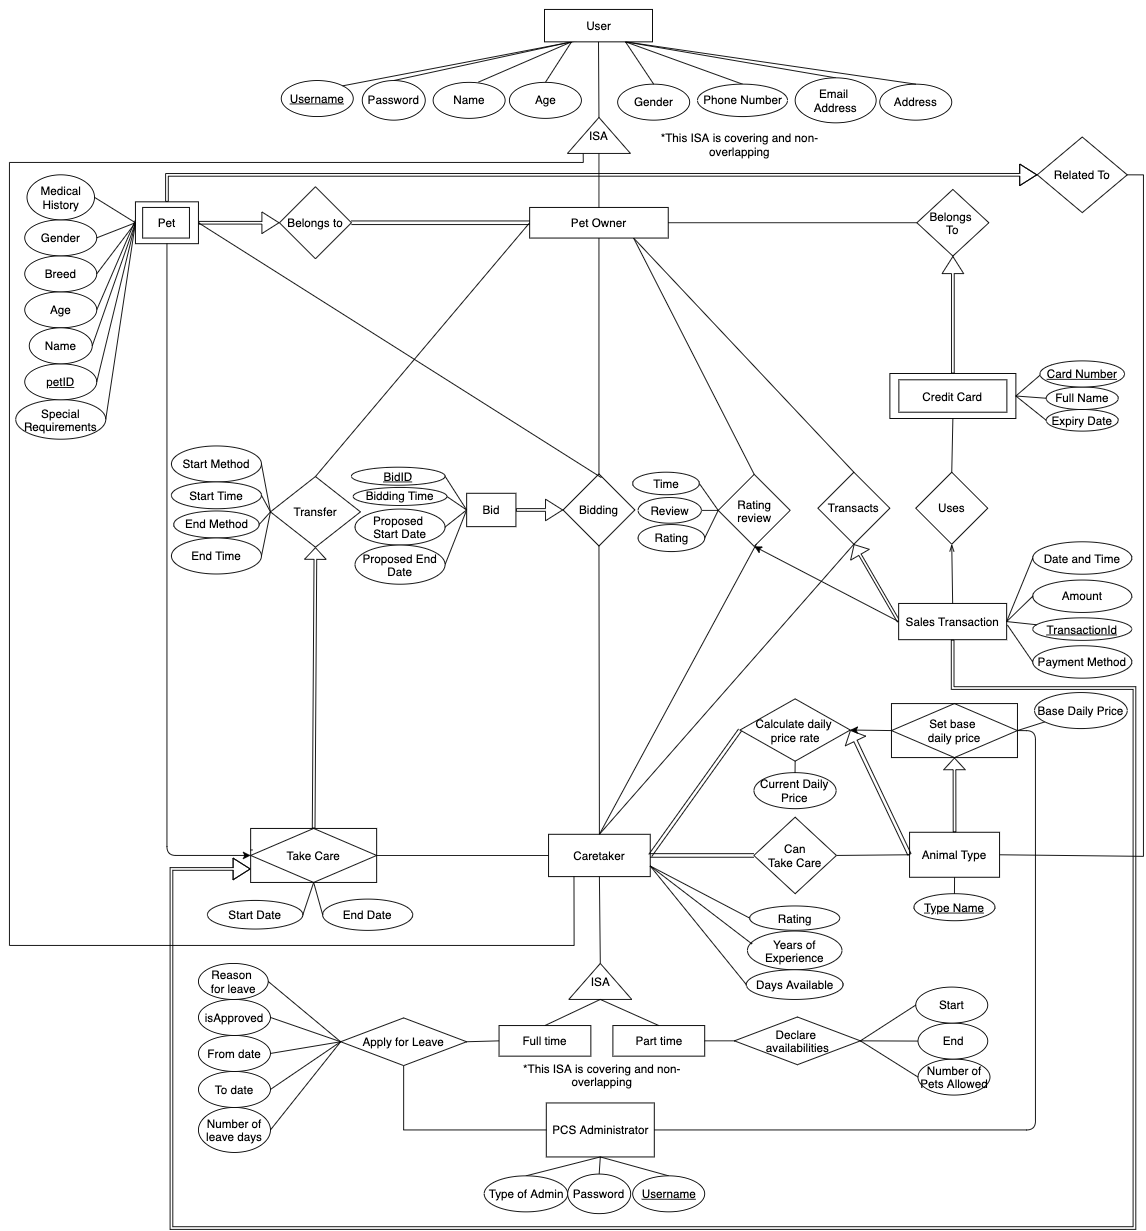 User
Username
Password
Name
Age
Gender
Phone Number
Email
Address
Address
ISA
*This ISA is covering and non-
overlapping
Related To
Medical
History
Pet
Belongs to
Pet Owner
Belongs
To
Gender
Breed
Age
Name
petID
Special
Requirements
Card Number
Credit Card
Full Name
Expiry Date
Start Method
Start Time
End Method
End Time
Transfer
BidID
Bidding Time
Proposed
Start Date
Proposed End
Date
Bid
Bidding
Time
Review
Rating
Rating
review
Transacts
Uses
Date and Time
Amount
TransactionId
Payment Method
Sales Transaction
Calculate daily
price rate
Set base
daily price
Base Daily Price
Current Daily
Price
Take Care
Caretaker
Can
Take Care
Animal Type
Start Date
End Date
Type Name
Rating
Years of
Experience
Days Available
ISA
Reason
for leave
isApproved
From date
To date
Number of
leave days
Apply for Leave
Full time
Part time
Declare
availabilities
Start
End
Number of
Pets Allowed
*This ISA is covering and non-
overlapping
PCS Administrator
Type of Admin
Password
Username